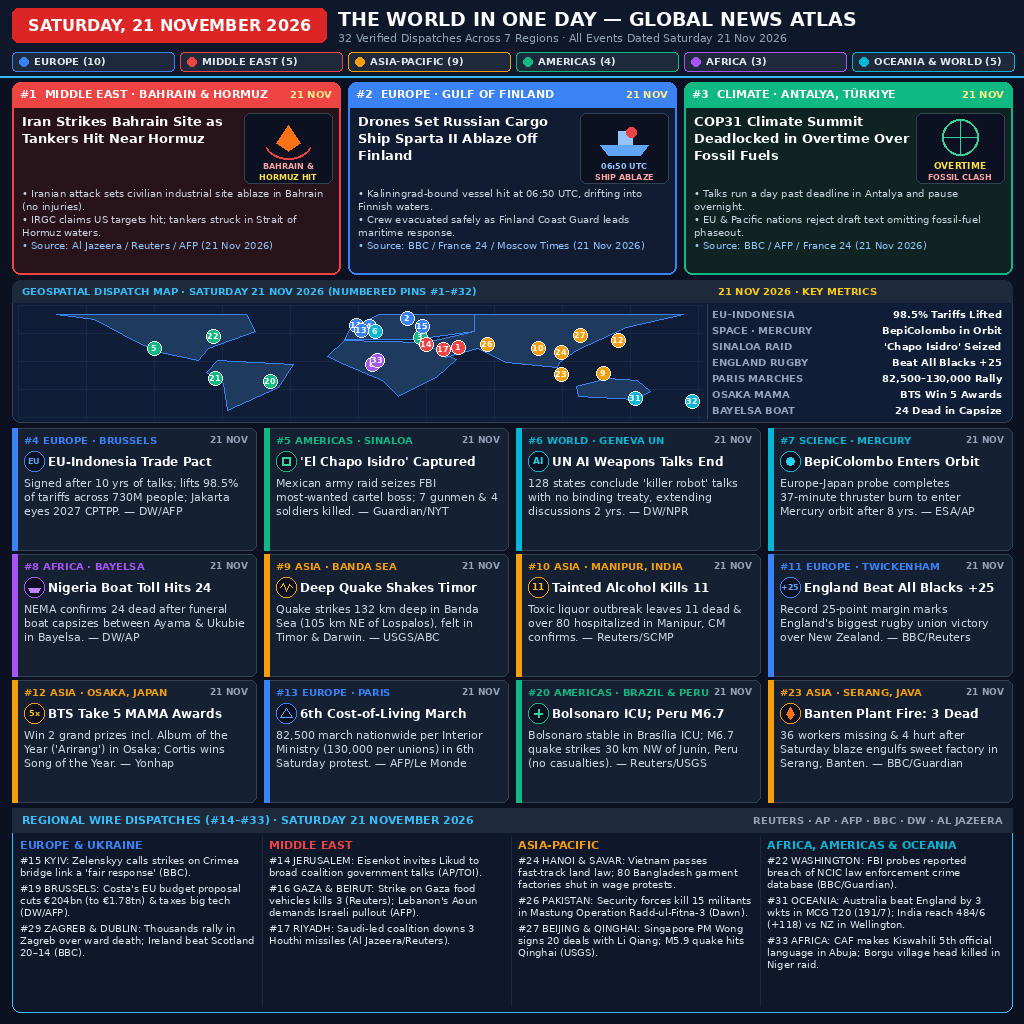 SATURDAY, 21 NOVEMBER 2026
THE WORLD IN ONE DAY — GLOBAL NEWS ATLAS
32 Verified Dispatches Across 7 Regions · All Events Dated Saturday 21 Nov 2026
EUROPE (10)
MIDDLE EAST (5)
ASIA-PACIFIC (9)
AMERICAS (4)
AFRICA (3)
OCEANIA & WORLD (5)
#1 MIDDLE EAST · BAHRAIN & HORMUZ
21 NOV
Iran Strikes Bahrain Site as
Tankers Hit Near Hormuz
BAHRAIN &
HORMUZ HIT
• Iranian attack sets civilian industrial site ablaze in Bahrain
(no injuries).
• IRGC claims US targets hit; tankers struck in Strait of
Hormuz waters.
• Source: Al Jazeera / Reuters / AFP (21 Nov 2026)
#2 EUROPE · GULF OF FINLAND
21 NOV
Drones Set Russian Cargo
Ship Sparta II Ablaze Off
Finland
06:50 UTC
SHIP ABLAZE
• Kaliningrad-bound vessel hit at 06:50 UTC, drifting into
Finnish waters.
• Crew evacuated safely as Finland Coast Guard leads
maritime response.
• Source: BBC / France 24 / Moscow Times (21 Nov 2026)
#3 CLIMATE · ANTALYA, TÜRKIYE
21 NOV
COP31 Climate Summit
Deadlocked in Overtime Over
Fossil Fuels
OVERTIME
FOSSIL CLASH
• Talks run a day past deadline in Antalya and pause
overnight.
• EU & Pacific nations reject draft text omitting fossil-fuel
phaseout.
• Source: BBC / AFP / France 24 (21 Nov 2026)
GEOSPATIAL DISPATCH MAP · SATURDAY 21 NOV 2026 (NUMBERED PINS #1–#32)
5
22
21
20
13
6
2
15
14
17
1
26
10
24
27
12
23
9
31
32
21 NOV 2026 · KEY METRICS
EU–INDONESIA 98.5% Tariffs Lifted
SPACE · MERCURY BepiColombo in Orbit
SINALOA RAID 'Chapo Isidro' Seized
ENGLAND RUGBY Beat All Blacks +25
PARIS MARCHES 82,500–130,000 Rally
OSAKA MAMA BTS Win 5 Awards
BAYELSA BOAT 24 Dead in Capsize
#4 EUROPE · BRUSSELS
21 NOV
EU
EU-Indonesia Trade Pact
Signed after 10 yrs of talks; lifts 98.5%
of tariffs across 730M people; Jakarta
eyes 2027 CPTPP. — DW/AFP
#5 AMERICAS · SINALOA
21 NOV
'El Chapo Isidro' Captured
Mexican army raid seizes FBI
most-wanted cartel boss; 7 gunmen & 4
soldiers killed. — Guardian/NYT
#6 WORLD · GENEVA UN
21 NOV
AI
UN AI Weapons Talks End
128 states conclude 'killer robot' talks
with no binding treaty, extending
discussions 2 yrs. — DW/NPR
#7 SCIENCE · MERCURY
21 NOV
BepiColombo Enters Orbit
Europe-Japan probe completes
37-minute thruster burn to enter
Mercury orbit after 8 yrs. — ESA/AP
#8 AFRICA · BAYELSA
21 NOV
Nigeria Boat Toll Hits 24
NEMA confirms 24 dead after funeral
boat capsizes between Ayama & Ukubie
in Bayelsa. — DW/AP
#9 ASIA · BANDA SEA
21 NOV
Deep Quake Shakes Timor
Quake strikes 132 km deep in Banda
Sea (105 km NE of Lospalos), felt in
Timor & Darwin. — USGS/ABC
#10 ASIA · MANIPUR, INDIA
21 NOV
11
Tainted Alcohol Kills 11
Toxic liquor outbreak leaves 11 dead &
over 80 hospitalized in Manipur, CM
confirms. — Reuters/SCMP
#11 EUROPE · TWICKENHAM
21 NOV
+25
England Beat All Blacks +25
Record 25-point margin marks
England's biggest rugby union victory
over New Zealand. — BBC/Reuters
#12 ASIA · OSAKA, JAPAN
21 NOV
5×
BTS Take 5 MAMA Awards
Win 2 grand prizes incl. Album of the
Year ('Arirang') in Osaka; Cortis wins
Song of the Year. — Yonhap
#13 EUROPE · PARIS
21 NOV
6th Cost-of-Living March
82,500 march nationwide per Interior
Ministry (130,000 per unions) in 6th
Saturday protest. — AFP/Le Monde
#20 AMERICAS · BRAZIL & PERU
21 NOV
Bolsonaro ICU; Peru M6.7
Bolsonaro stable in Brasília ICU; M6.7
quake strikes 30 km NW of Junín, Peru
(no casualties). — Reuters/USGS
#23 ASIA · SERANG, JAVA
21 NOV
Banten Plant Fire: 3 Dead
36 workers missing & 4 hurt after
Saturday blaze engulfs sweet factory in
Serang, Banten. — BBC/Guardian
REGIONAL WIRE DISPATCHES (#14–#33) · SATURDAY 21 NOVEMBER 2026
REUTERS · AP · AFP · BBC · DW · AL JAZEERA
EUROPE & UKRAINE
#15 KYIV: Zelenskyy calls strikes on Crimea
bridge link a 'fair response' (BBC).
#19 BRUSSELS: Costa's EU budget proposal
cuts €204bn (to €1.78tn) & taxes big tech
(DW/AFP).
#29 ZAGREB & DUBLIN: Thousands rally in
Zagreb over ward death; Ireland beat Scotland
20–14 (BBC).
MIDDLE EAST
#14 JERUSALEM: Eisenkot invites Likud to
broad coalition government talks (AP/TOI).
#16 GAZA & BEIRUT: Strike on Gaza food
vehicles kills 3 (Reuters); Lebanon's Aoun
demands Israeli pullout (AFP).
#17 RIYADH: Saudi-led coalition downs 3
Houthi missiles (Al Jazeera/Reuters).
ASIA-PACIFIC
#24 HANOI & SAVAR: Vietnam passes
fast-track land law; 80 Bangladesh garment
factories shut in wage protests.
#26 PAKISTAN: Security forces kill 15 militants
in Mastung Operation Radd-ul-Fitna-3 (Dawn).
#27 BEIJING & QINGHAI: Singapore PM Wong
signs 20 deals with Li Qiang; M5.9 quake hits
Qinghai (USGS).
AFRICA, AMERICAS & OCEANIA
#22 WASHINGTON: FBI probes reported
breach of NCIC law enforcement crime
database (BBC/Guardian).
#31 OCEANIA: Australia beat England by 3
wkts in MCG T20 (191/7); India reach 484/6
(+118) vs NZ in Wellington.
#33 AFRICA: CAF makes Kiswahili 5th official
language in Abuja; Borgu village head killed in
Niger raid.